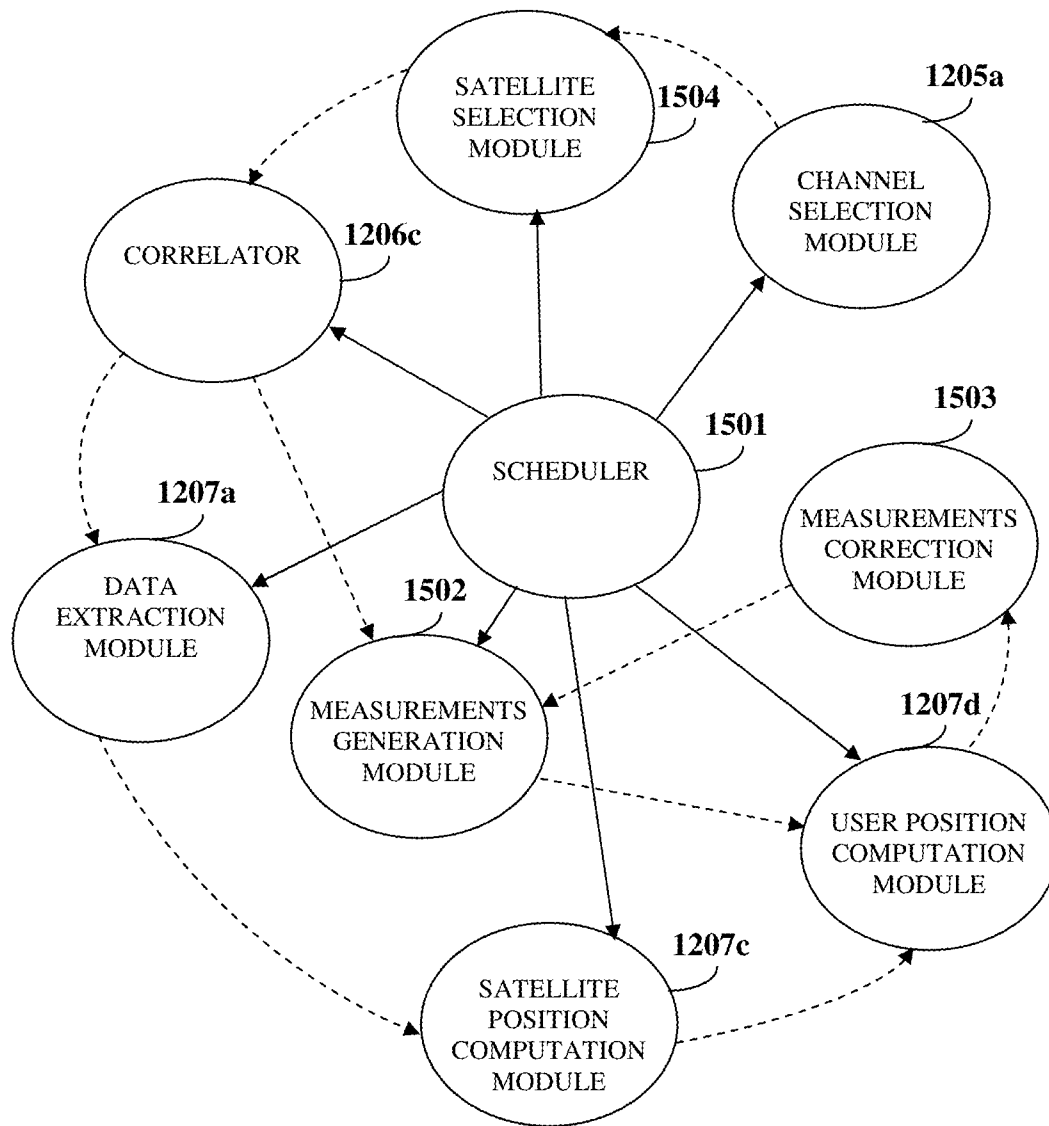 SATELLITE
SELECTION
MODULE
1504
1205a
CHANNEL
SELECTION
MODULE
CORRELATOR
1206c
SCHEDULER
1501
1503
MEASUREMENTS
CORRECTION
MODULE
1207a
DATA
EXTRACTION
MODULE
1502
MEASUREMENTS
GENERATION
MODULE
1207d
USER POSITION
COMPUTATION
MODULE
1207c
SATELLITE
POSITION
COMPUTATION
MODULE